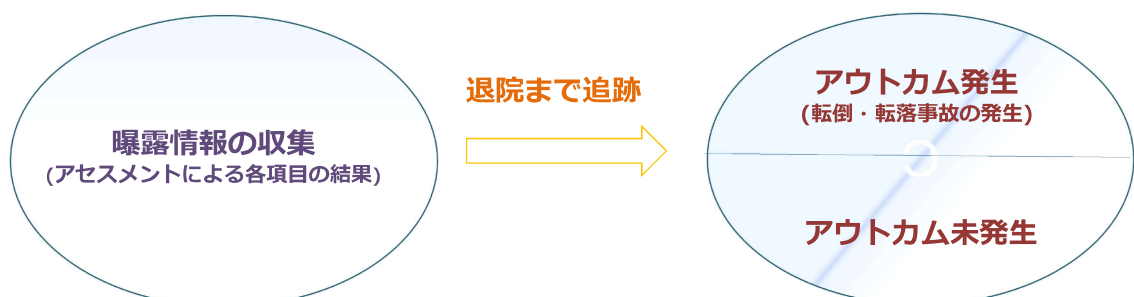 曝露情報の収集
(アセスメントによる各項目の結果)
退院まで追跡
アウトカム発生
(転倒・転落事故の発生)
アウトカム未発生